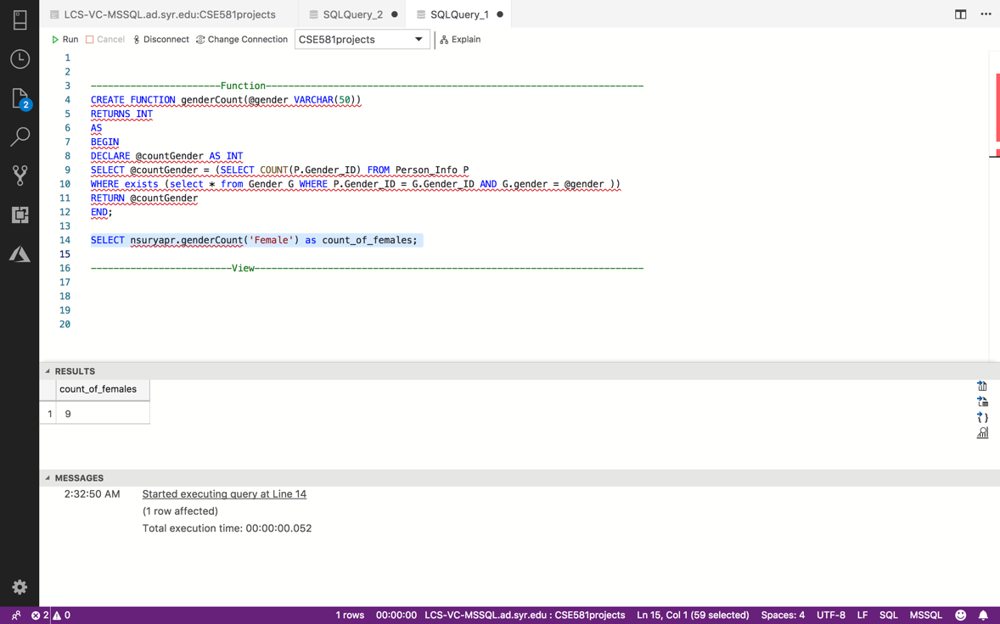 LCS-VC-MSSQL.ad.syr.edu:CSE581projects SQLQuery_2 SQLQuery_1
Run Cancel Disconnect Change Connection CSE581projects Explain
1
2
3 -----------------------Function-------------------------------------------------------------------
4 CREATE FUNCTION genderCount(@gender VARCHAR(50))
5 RETURNS INT
6 AS
7 BEGIN
8 DECLARE @countGender AS INT
9 SELECT @countGender = (SELECT COUNT(P.Gender_ID) FROM Person_Info P
10 WHERE exists (select * from Gender G WHERE P.Gender_ID = G.Gender_ID AND G.gender = @gender ))
11 RETURN @countGender
12 END;
13
14 SELECT nsuryapr.genderCount('Female') as count_of_females;
15
16 -------------------------View---------------------------------------------------------------------
17
18
19
20
2
RESULTS
count_of_females
1 9
MESSAGES
2:32:50 AM Started executing query at Line 14
(1 row affected)
Total execution time: 00:00:00.052
2 0 1 rows 00:00:00 LCS-VC-MSSQL.ad.syr.edu : CSE581projects Ln 15, Col 1 (59 selected) Spaces: 4 UTF-8 LF SQL MSSQL